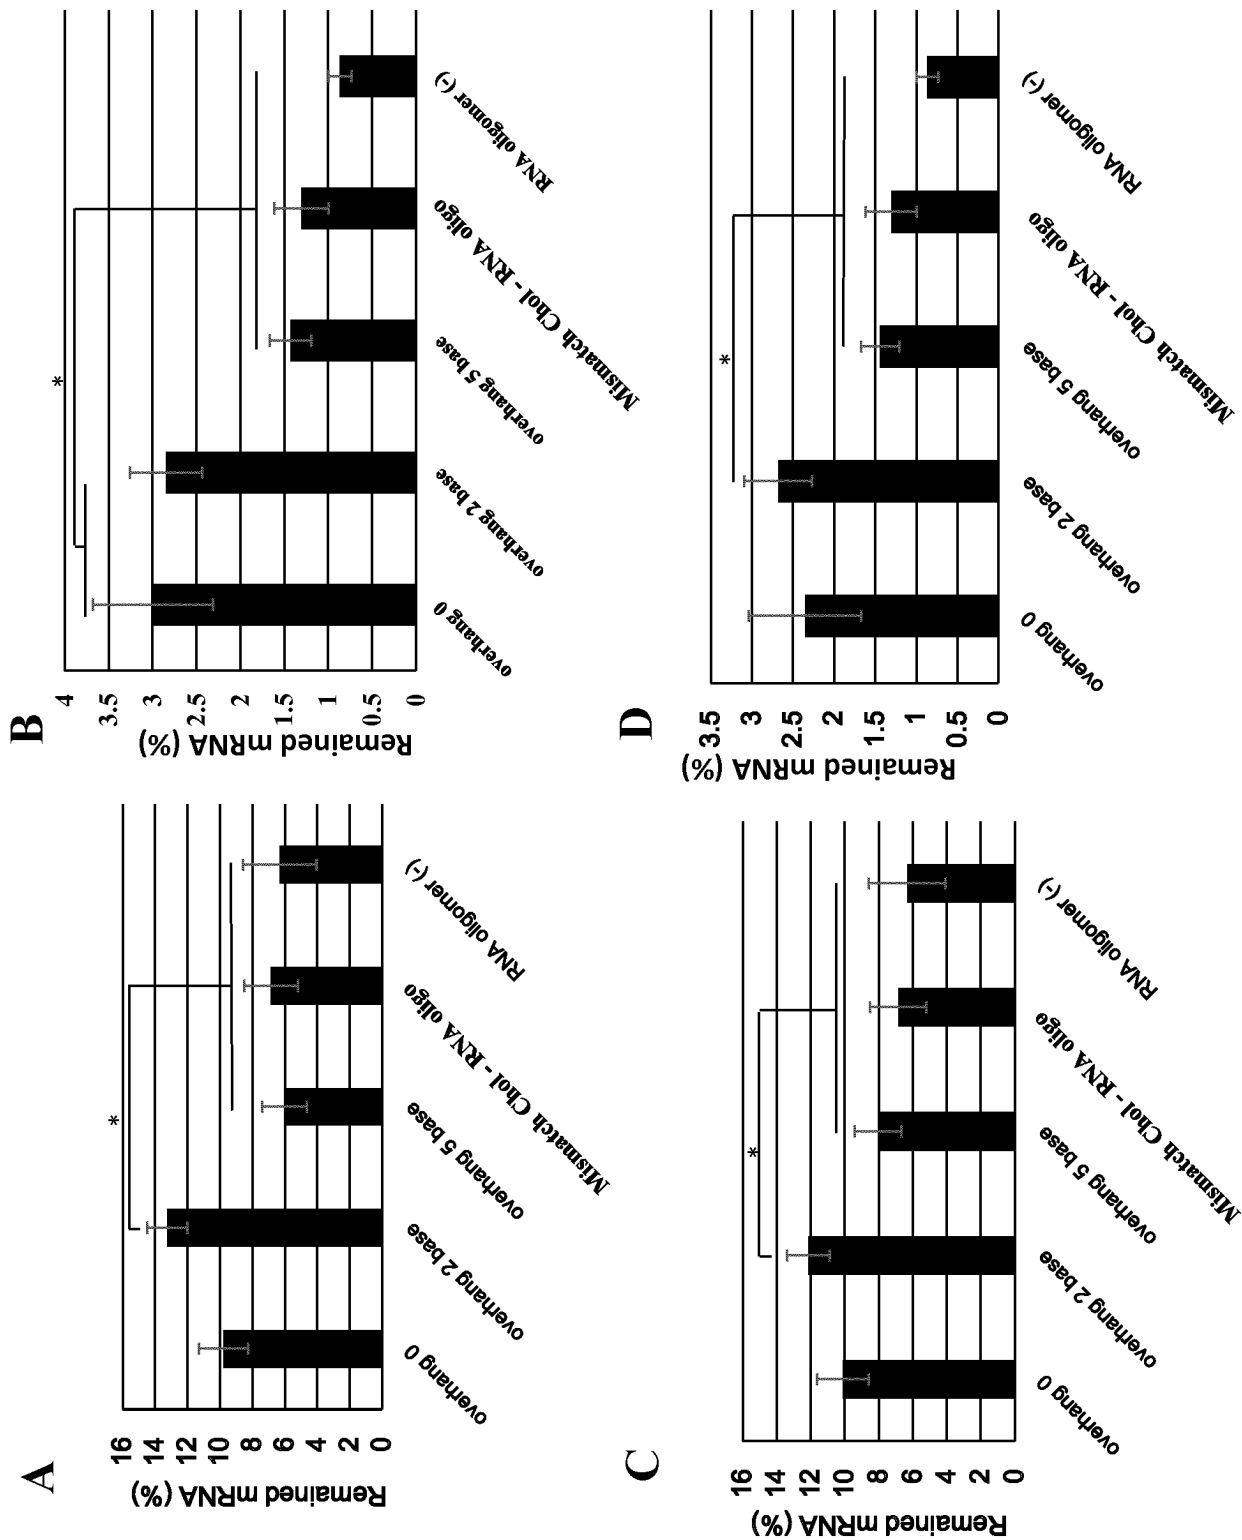 A
Remained mRNA (%)
16
14
12
10
8
6
4
2
0
*
overhang 0
overhang 2 base
overhang 5 base
Mismatch Chol - RNA oligo
RNA oligomer (-)
B
Remained mRNA (%)
4
3.5
3
2.5
2
1.5
1
0.5
0
*
overhang 0
overhang 2 base
overhang 5 base
Mismatch Chol - RNA oligo
RNA oligomer (-)
C
Remained mRNA (%)
16
14
12
10
8
6
4
2
0
*
overhang 0
overhang 2 base
overhang 5 base
Mismatch Chol - RNA oligo
RNA oligomer (-)
D
Remained mRNA (%)
3.5
3
2.5
2
1.5
1
0.5
0
*
overhang 0
overhang 2 base
overhang 5 base
Mismatch Chol - RNA oligo
RNA oligomer (-)